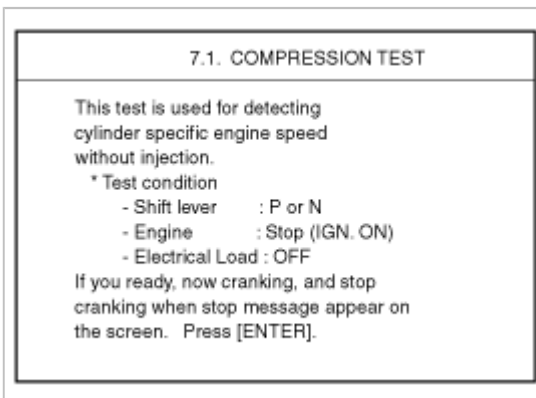 7.1. COMPRESSION TEST
This test is used for detecting
cylinder specific engine speed
without injection.
* Test condition
- Shift lever : P or N
- Engine : Stop (IGN. ON)
- Electrical Load : OFF
If you ready, now cranking, and stop
cranking when stop message appear on
the screen. Press [ENTER].